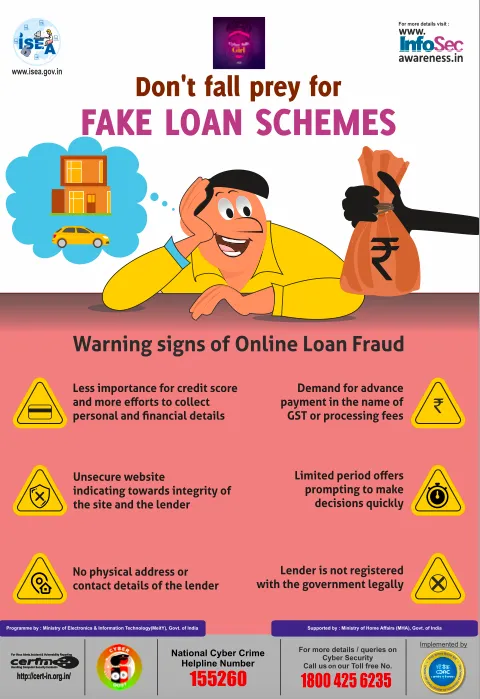 ISEA
www.isea.gov.in
For more details visit :
www.
InfoSec
awareness.in
Don't fall prey for
FAKE LOAN SCHEMES
₹
Warning signs of Online Loan Fraud
Less importance for credit score
and more efforts to collect
personal and financial details
Demand for advance
payment in the name of
GST or processing fees
₹
Unsecure website
indicating towards integrity of
the site and the lender
Limited period offers
prompting to make
decisions quickly
No physical address or
contact details of the lender
Lender is not registered
with the government legally
Programme by : Ministry of Electronics & Information Technology(MeitY), Govt. of India
Supported by : Ministry of Home Affairs (MHA), Govt. of India
http://cert-in.org.in/
CYBER
National Cyber Crime
Helpline Number
155260
For more details / queries on
Cyber Security
Call us on our Toll free No.
1800 425 6235
Implemented by